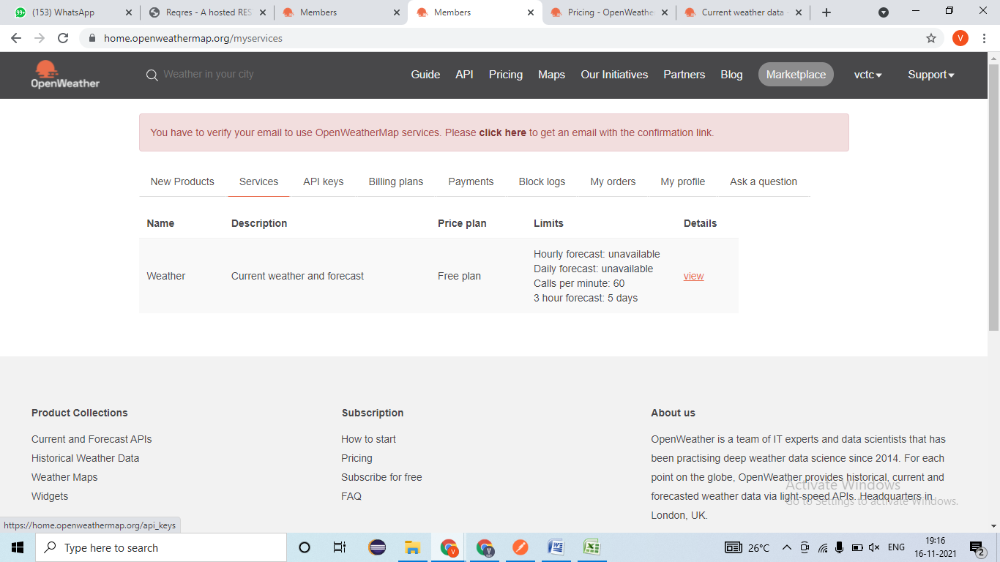 (153) WhatsApp
Reqres - A hosted RES
Members
Members
Pricing - OpenWeathe
Current weather data
home.openweathermap.org/myservices
V
OpenWeather
Weather in your city
Guide API Pricing Maps Our Initiatives Partners Blog Marketplace vctc Support
You have to verify your email to use OpenWeatherMap services. Please click here to get an email with the confirmation link.
New Products Services API keys Billing plans Payments Block logs My orders My profile Ask a question
Name Description Price plan Limits Details
Weather Current weather and forecast Free plan
Hourly forecast: unavailable
Daily forecast: unavailable
Calls per minute: 60
3 hour forecast: 5 days
view
Product Collections
Current and Forecast APIs
Historical Weather Data
Weather Maps
Widgets
Subscription
How to start
Pricing
Subscribe for free
FAQ
About us
OpenWeather is a team of IT experts and data scientists that has
been practising deep weather data science since 2014. For each
point on the globe, OpenWeather provides historical, current and
forecasted weather data via light-speed APIs. Headquarters in
London, UK.
Activate Windows
Go to Settings to activate Windows.
https://home.openweathermap.org/api_keys
Type here to search
26°C
ENG
19:16
16-11-2021
2